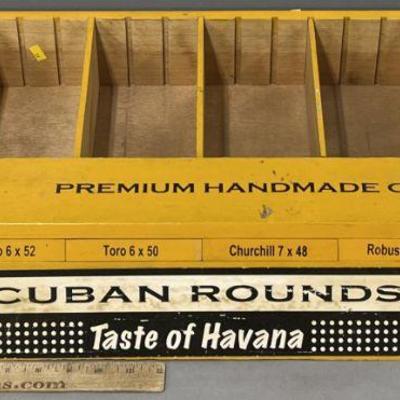 PREMIUM HANDMADE C
6 x 52
Toro 6 x 50
Churchill 7 x 48
Robus
CUBAN ROUNDS
Taste of Havana
s.com